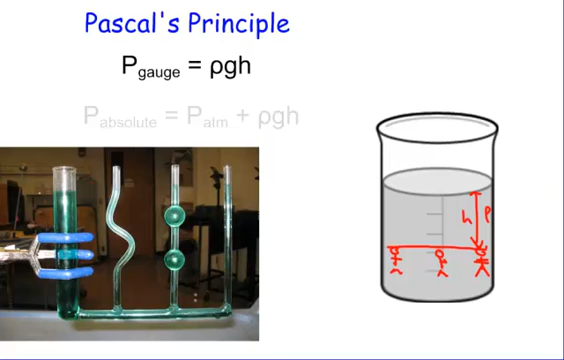 Pascal's Principle
Pgauge = ρgh
Pabsolute = Patm + ρgh
h ρ